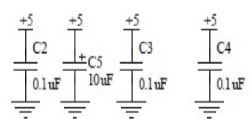 +5 +5 +5 +5
C2 + C5 C3 C4
0.1uF 10uF 0.1uF 0.1uF